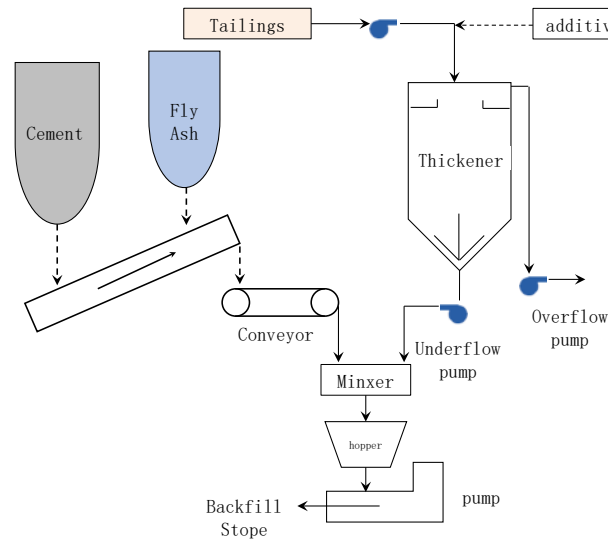 Tailings
additiv
Fly
Ash
Cement
Thickener
Overflow
pump
Conveyor
Underflow
pump
Minxer
hopper
pump
Backfill
Stope